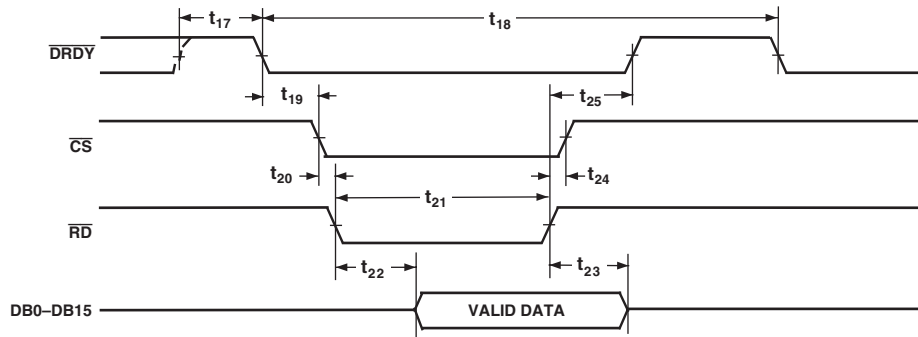 t17
t18
DRDY
t19
t25
CS
t20
t24
t21
RD
t22
t23
DB0–DB15
VALID DATA